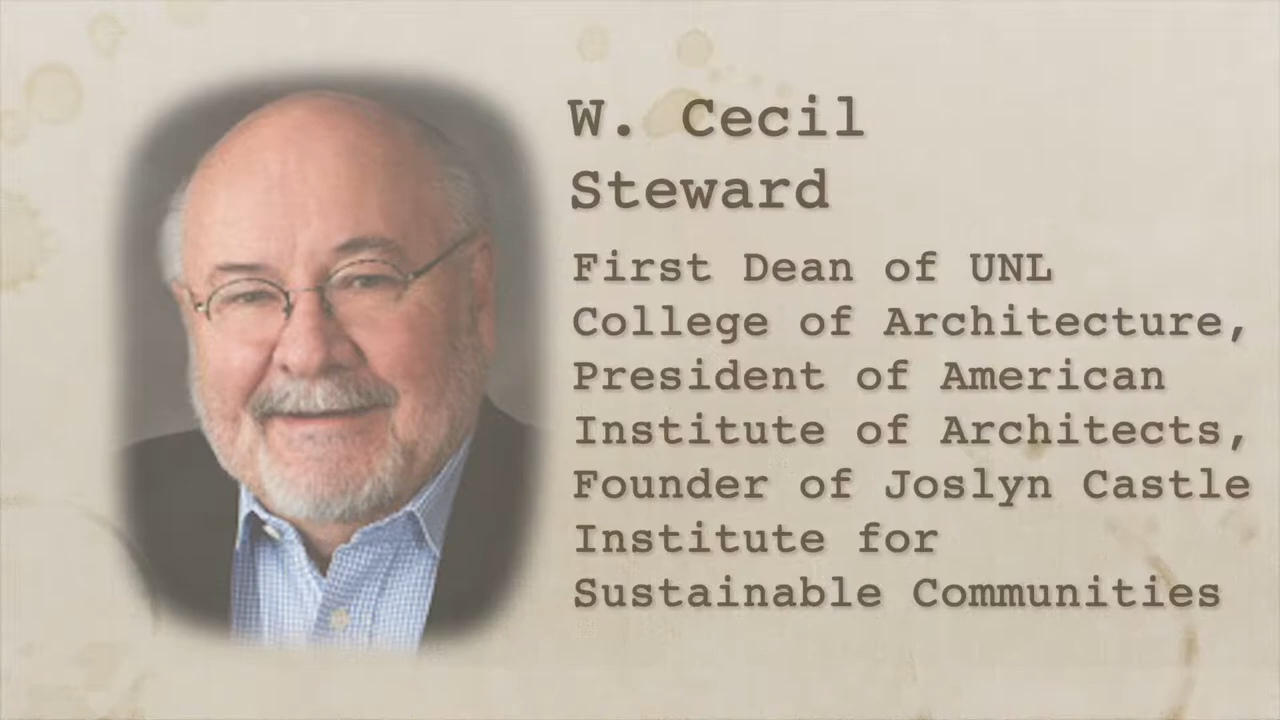 W. Cecil
Steward
First Dean of UNL
College of Architecture,
President of American
Institute of Architects,
Founder of Joslyn Castle
Institute for
Sustainable Communities